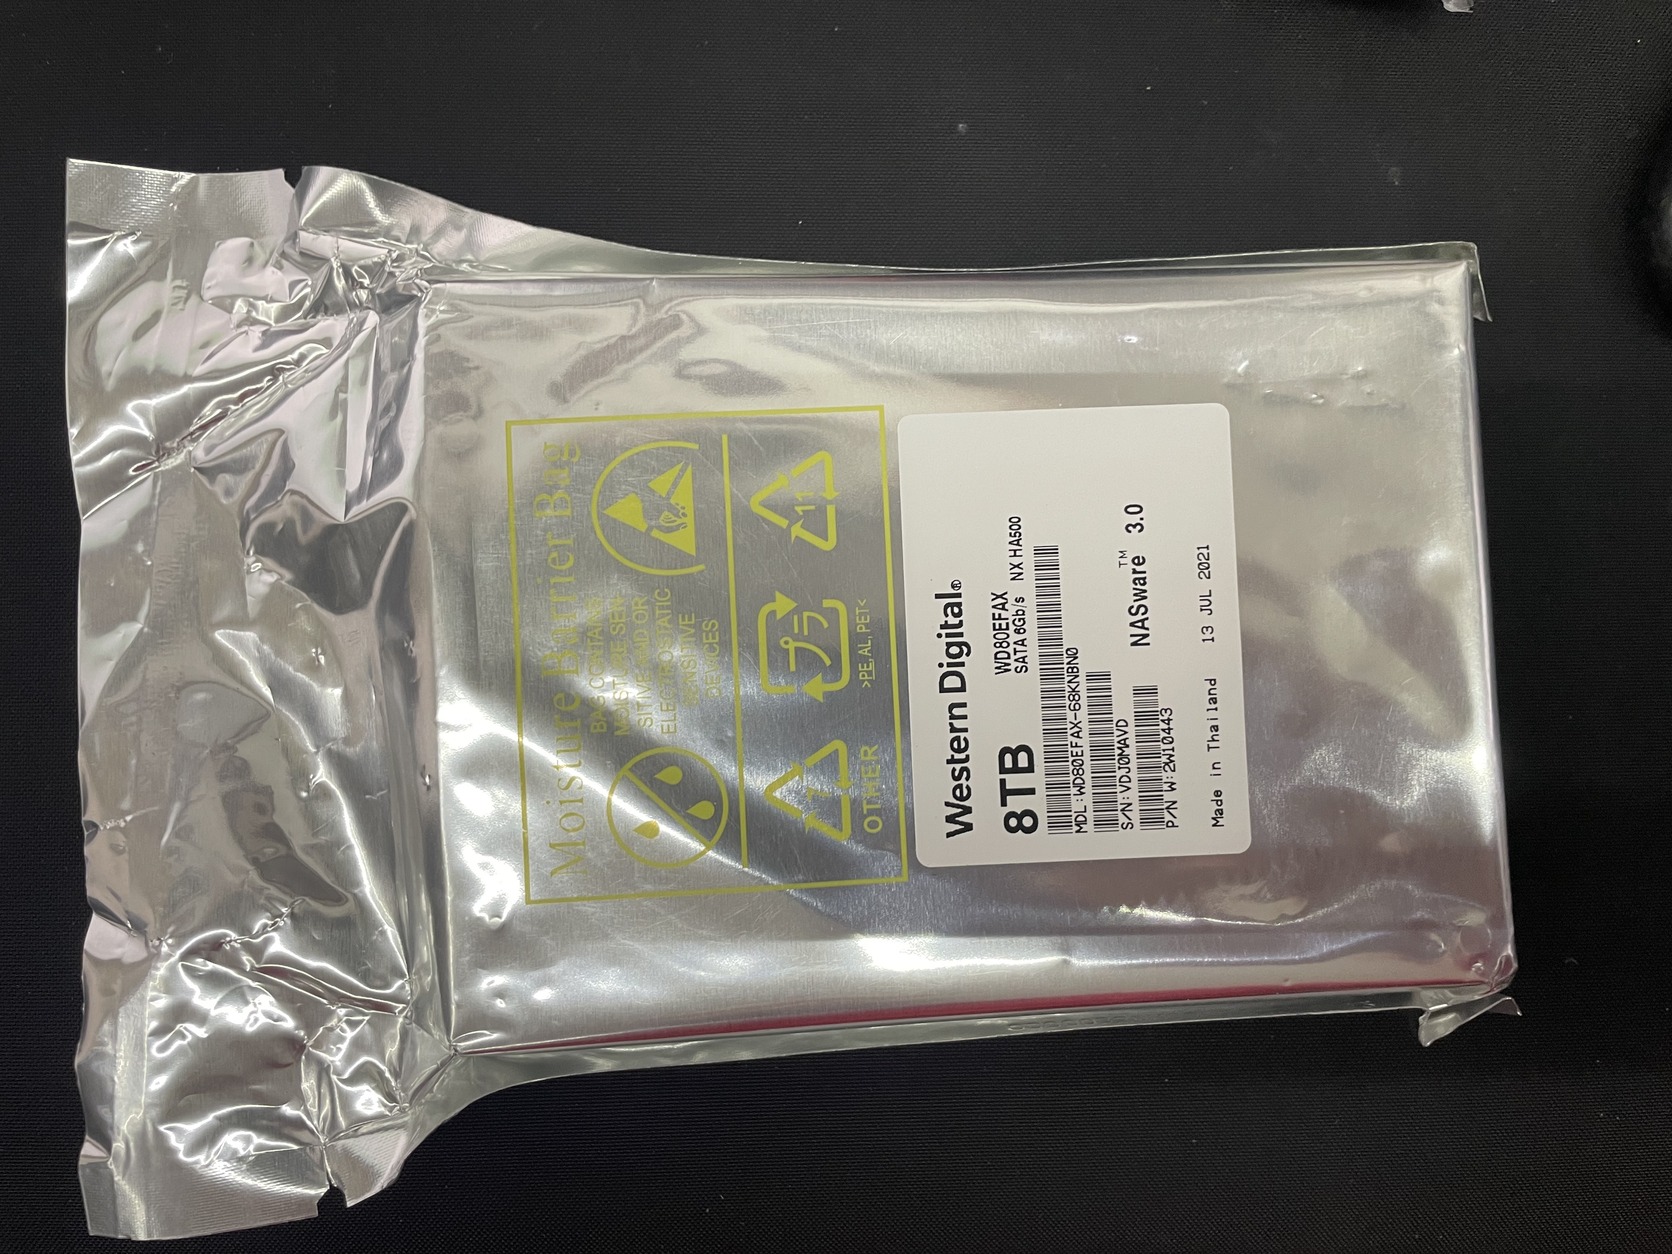 Moisture Barrier Bag
BAG CONTAINS
MOISTURE SEN-
SITIVE AND OR
ELECTROSTATIC
SENSITIVE
DEVICES
7
OTHER
プラ
>PE, AL, PET<
11
Western Digital®
8TB
WD80EFAX
SATA 6Gb/s NX HA500
MDL:WD80EFAX-68KNBN0
S/N:VDJ0MAVD
P/N W:2W10443
NASware™ 3.0
Made in Thailand 13 JUL 2021